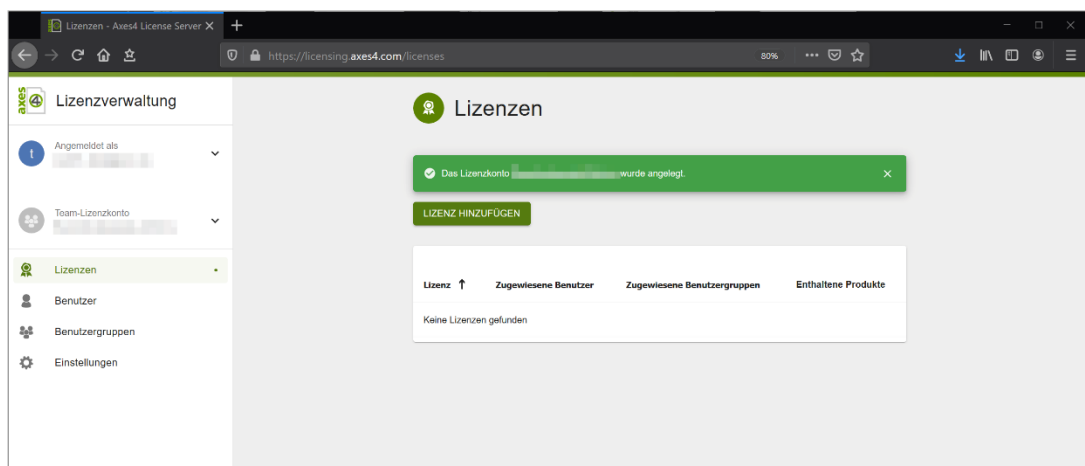 Lizenzen - Axes4 License Server
https://licensing.axes4.com/licenses
80%
axes4
Lizenzverwaltung
Angemeldet als
t
Team-Lizenzkonto
Lizenzen
Benutzer
Benutzergruppen
Einstellungen
Lizenzen
Das Lizenzkonto wurde angelegt.
LIZENZ HINZUFÜGEN
Lizenz Zugewiesene Benutzer Zugewiesene Benutzergruppen Enthaltene Produkte
Keine Lizenzen gefunden